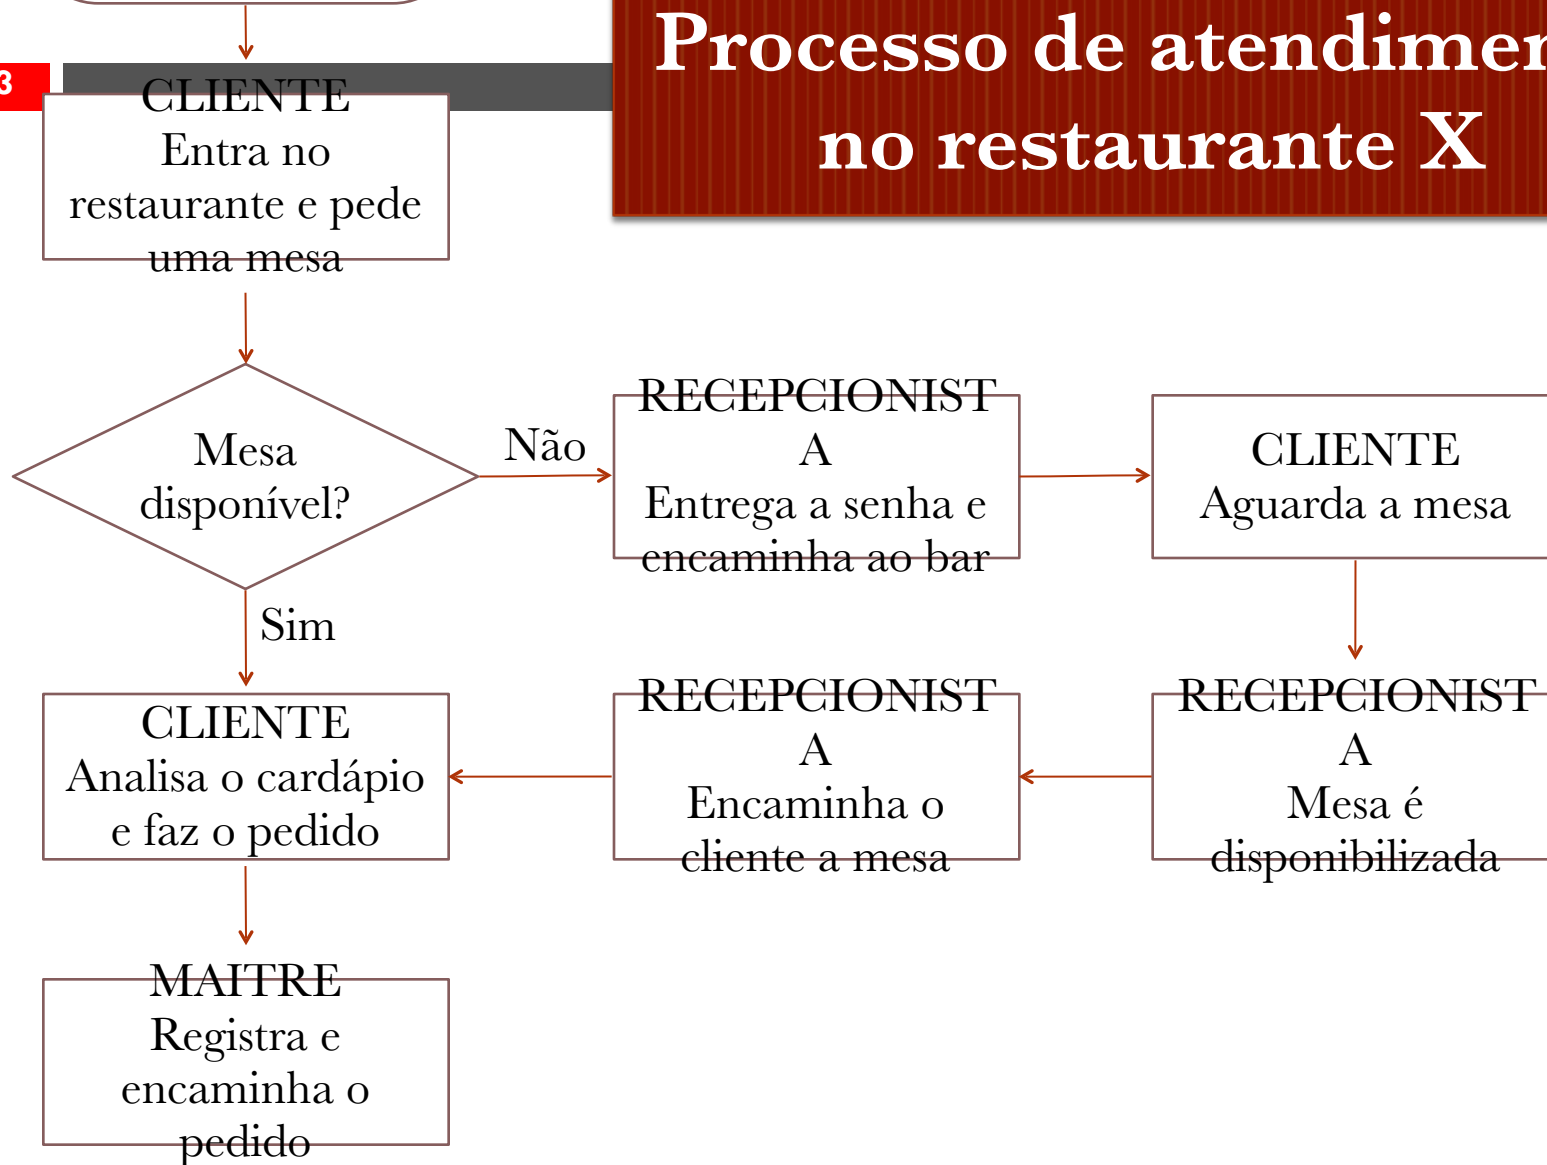 Processo de atendimen
no restaurante X
3
CLIENTE
Entra no
restaurante e pede
uma mesa
Mesa
disponível?
Não
RECEPCIONIST
A
Entrega a senha e
encaminha ao bar
CLIENTE
Aguarda a mesa
Sim
CLIENTE
Analisa o cardápio
e faz o pedido
RECEPCIONIST
A
Encaminha o
cliente a mesa
RECEPCIONIST
A
Mesa é
disponibilizada
MAITRE
Registra e
encaminha o
pedido